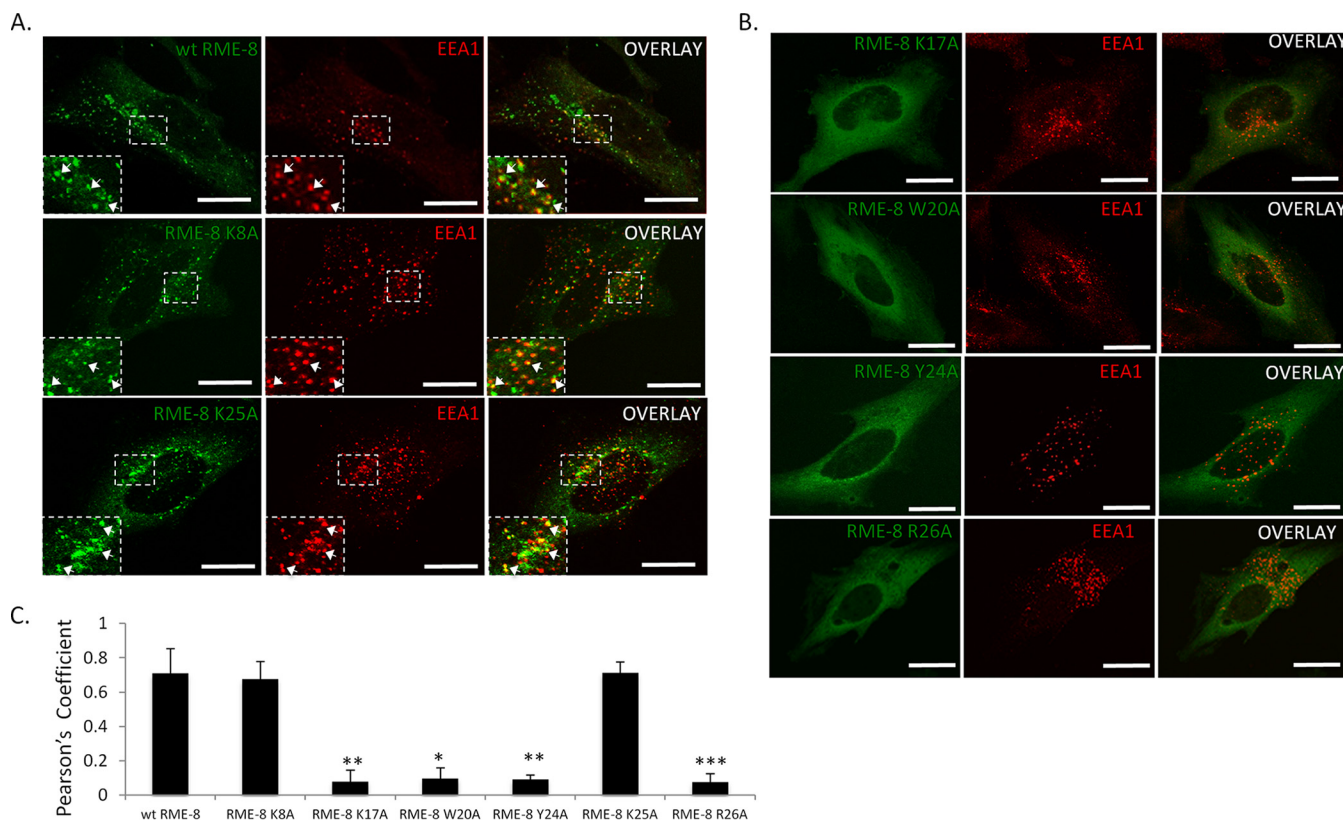 A.
wt RME-8 EEA1 OVERLAY
RME-8 K8A EEA1 OVERLAY
RME-8 K25A EEA1 OVERLAY
B.
RME-8 K17A EEA1 OVERLAY
RME-8 W20A EEA1 OVERLAY
RME-8 Y24A EEA1 OVERLAY
RME-8 R26A EEA1 OVERLAY
C.
Pearson's Coefficient
1
0.8
0.6
0.4
0.2
0
** * ** ***
wt RME-8 RME-8 K8A RME-8 K17A RME-8 W20A RME-8 Y24A RME-8 K25A RME-8 R26A